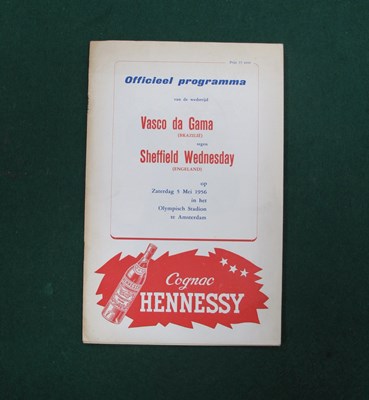 Officieel programma
van de wedstrijd
Vasco da Gama
(BRAZILIË)
tegen
Sheffield Wednesday
(ENGELAND)
op
Zaterdag 5 Mei 1956
in het
Olympisch Stadion
te Amsterdam
Cognac
HENNESSY